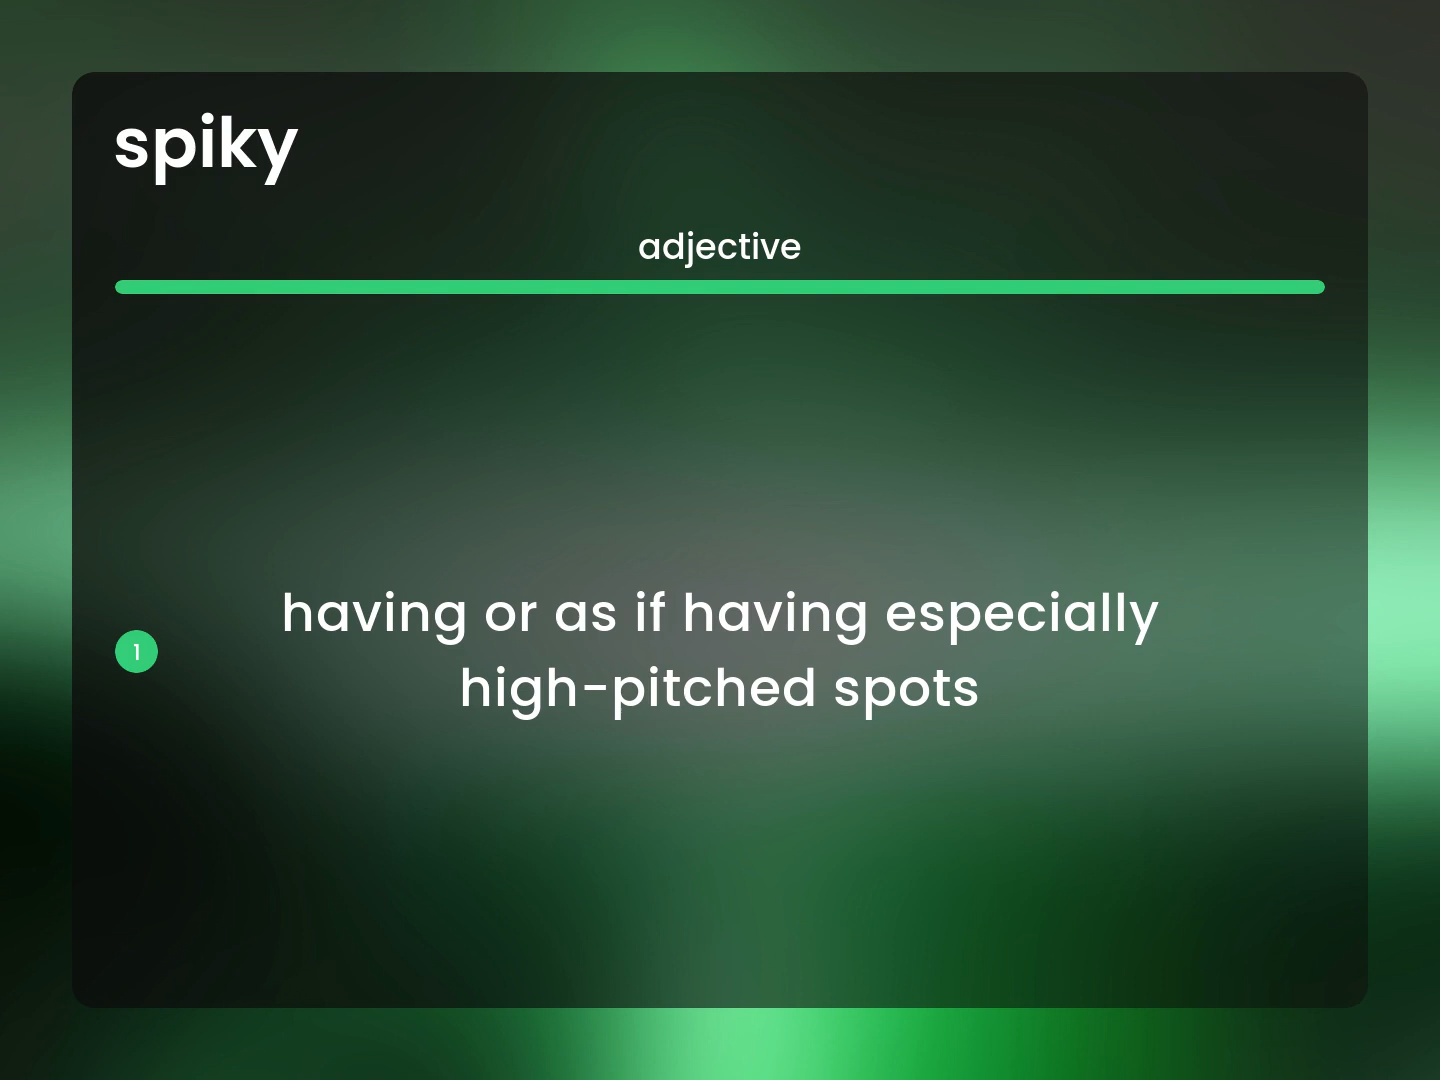 spiky
adjective
1
having or as if having especially
high-pitched spots